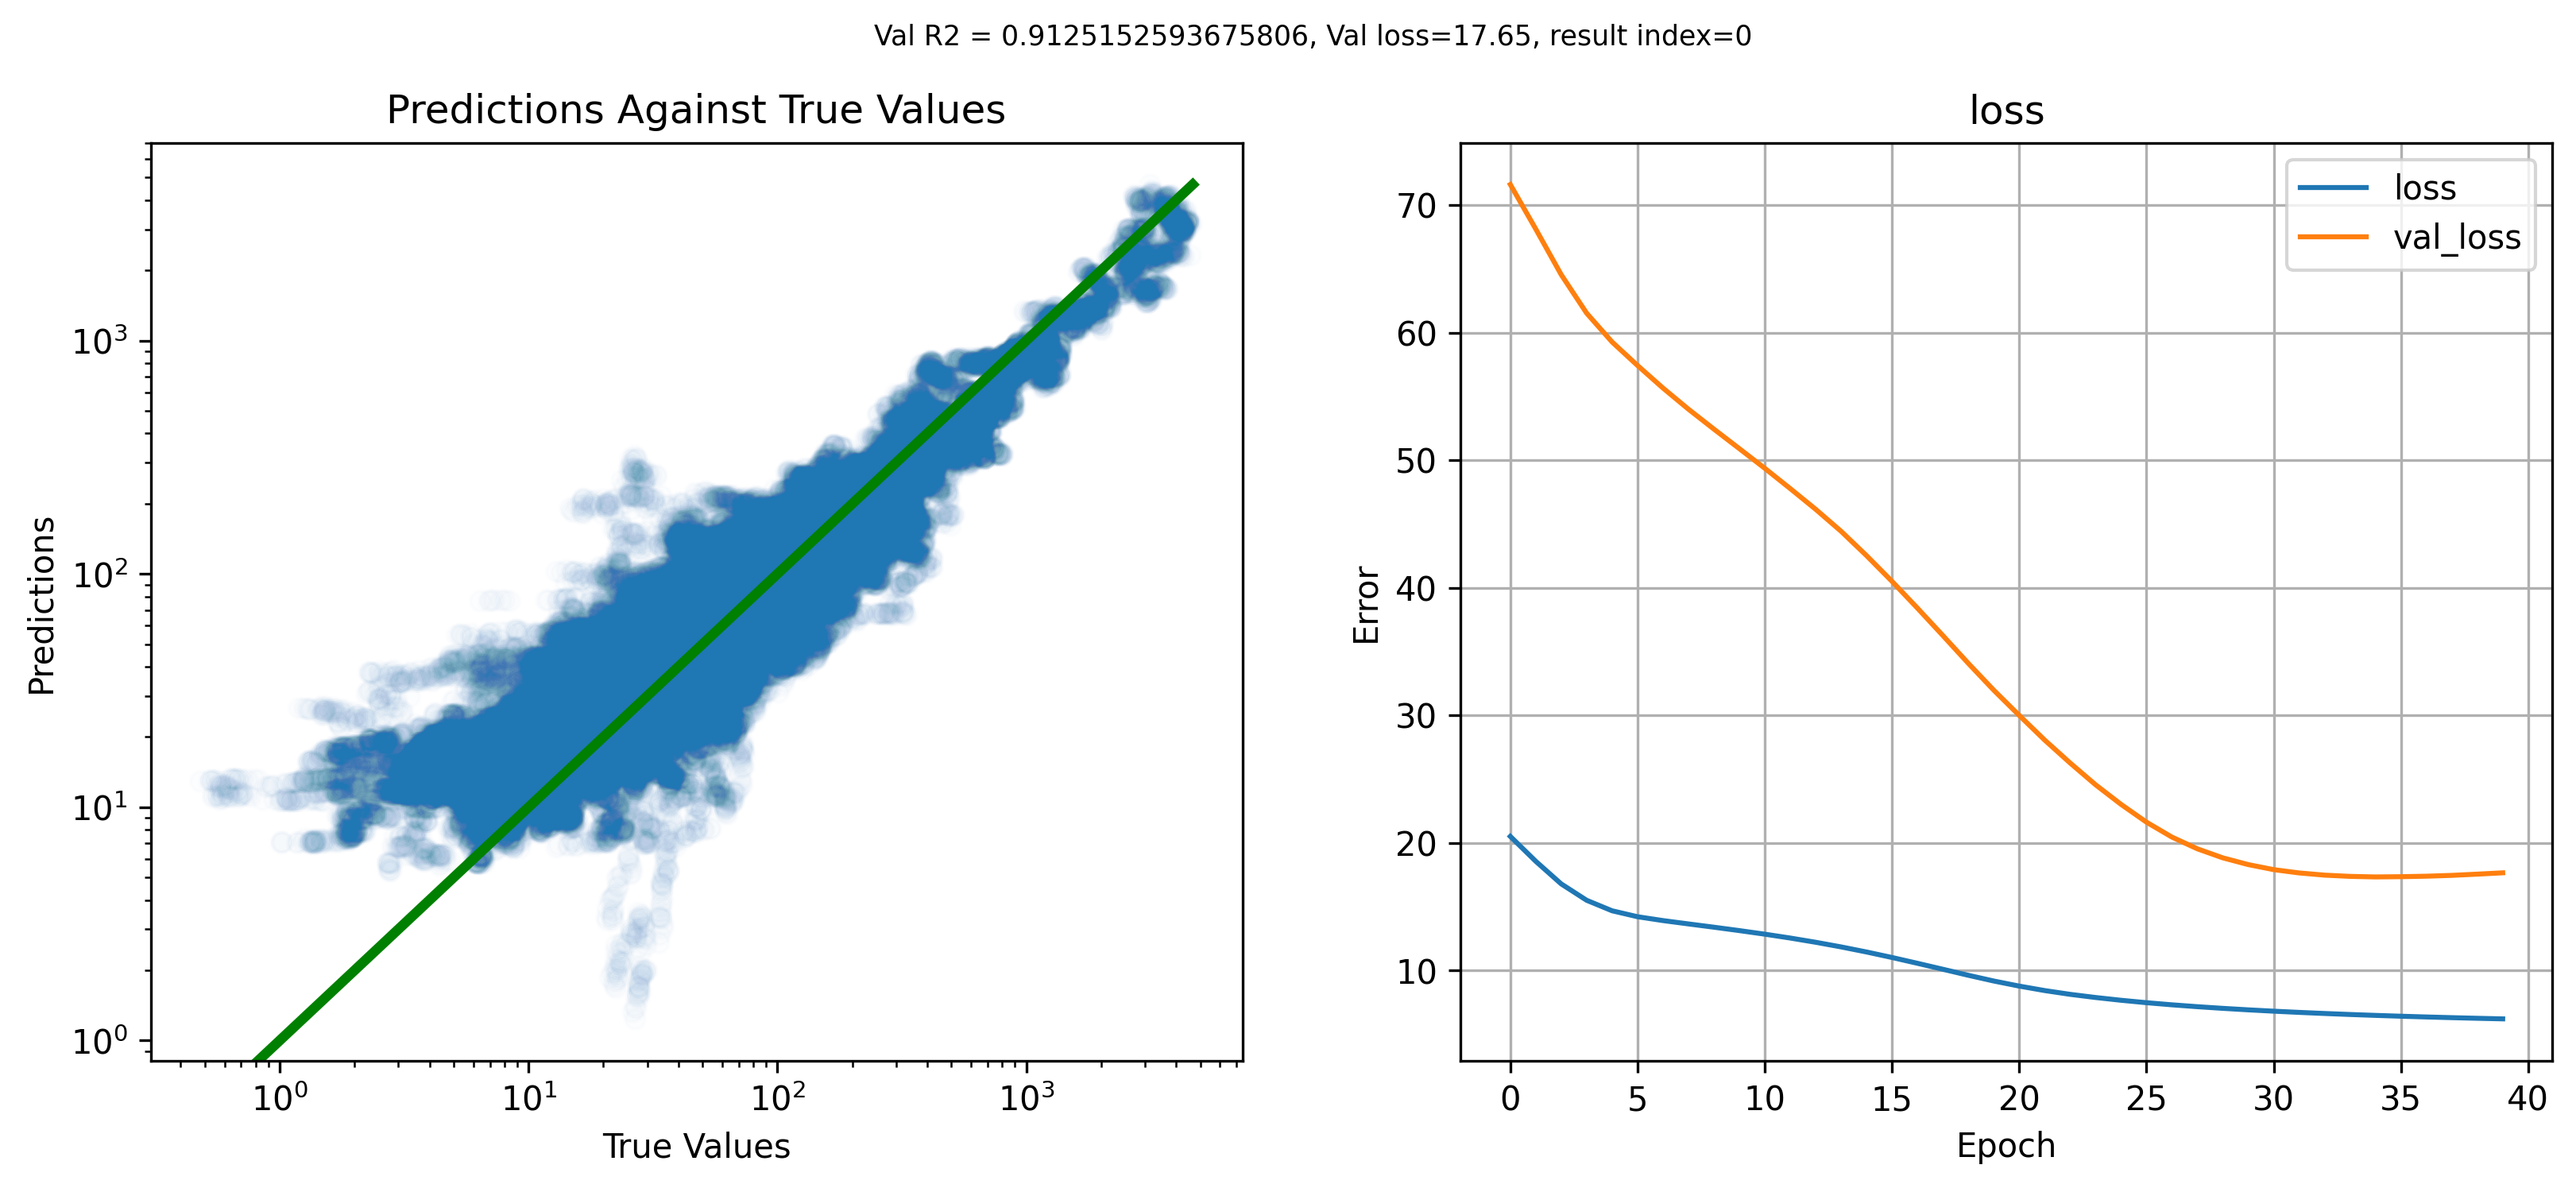 Val R2 = 0.9125152593675806, Val loss=17.65, result index=0
Predictions Against True Values
Predictions
10³
10²
10¹
10⁰
10⁰ 10¹ 10² 10³
True Values
loss
loss
val_loss
Error
70
60
50
40
30
20
10
0 5 10 15 20 25 30 35 40
Epoch